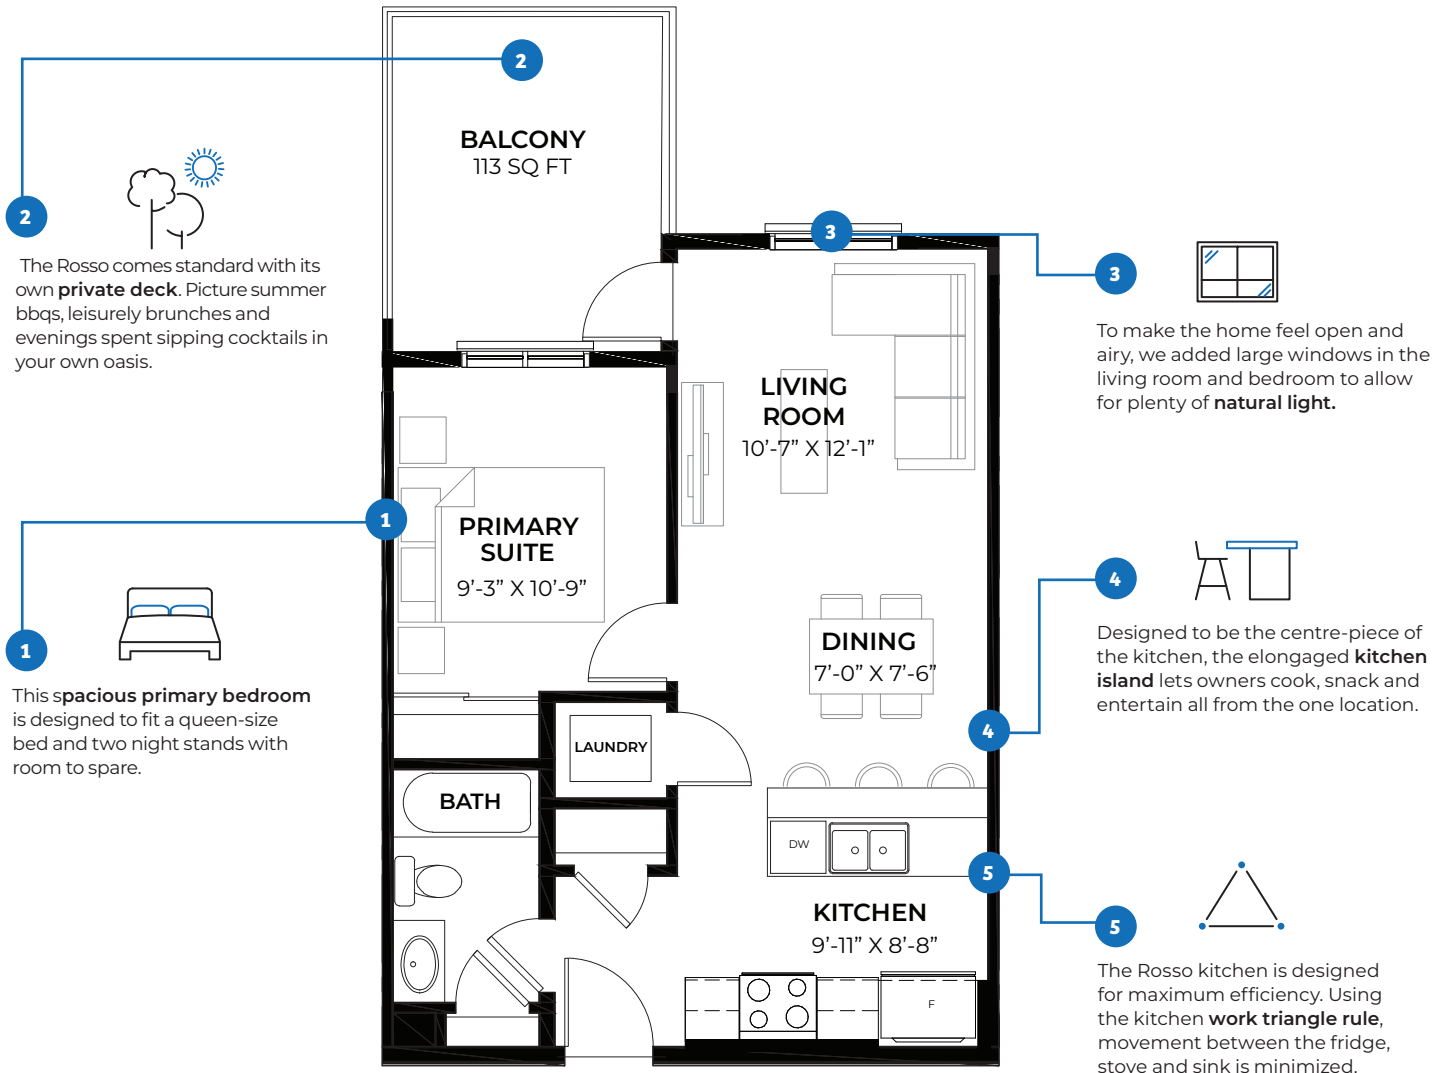 2
BALCONY
113 SQ FT
2
The Rosso comes standard with its
own private deck. Picture summer
bbqs, leisurely brunches and
evenings spent sipping cocktails in
your own oasis.
3
3
To make the home feel open and
airy, we added large windows in the
living room and bedroom to allow
for plenty of natural light.
LIVING
ROOM
10’-7” X 12’-1”
1
PRIMARY
SUITE
9’-3” X 10’-9”
1
This spacious primary bedroom
is designed to fit a queen-size
bed and two night stands with
room to spare.
DINING
7’-0” X 7’-6”
4
4
Designed to be the centre-piece of
the kitchen, the elongaged kitchen
island lets owners cook, snack and
entertain all from the one location.
LAUNDRY
BATH
DW
5
KITCHEN
9’-11” X 8’-8”
F
5
The Rosso kitchen is designed
for maximum efficiency. Using
the kitchen work triangle rule,
movement between the fridge,
stove and sink is minimized.